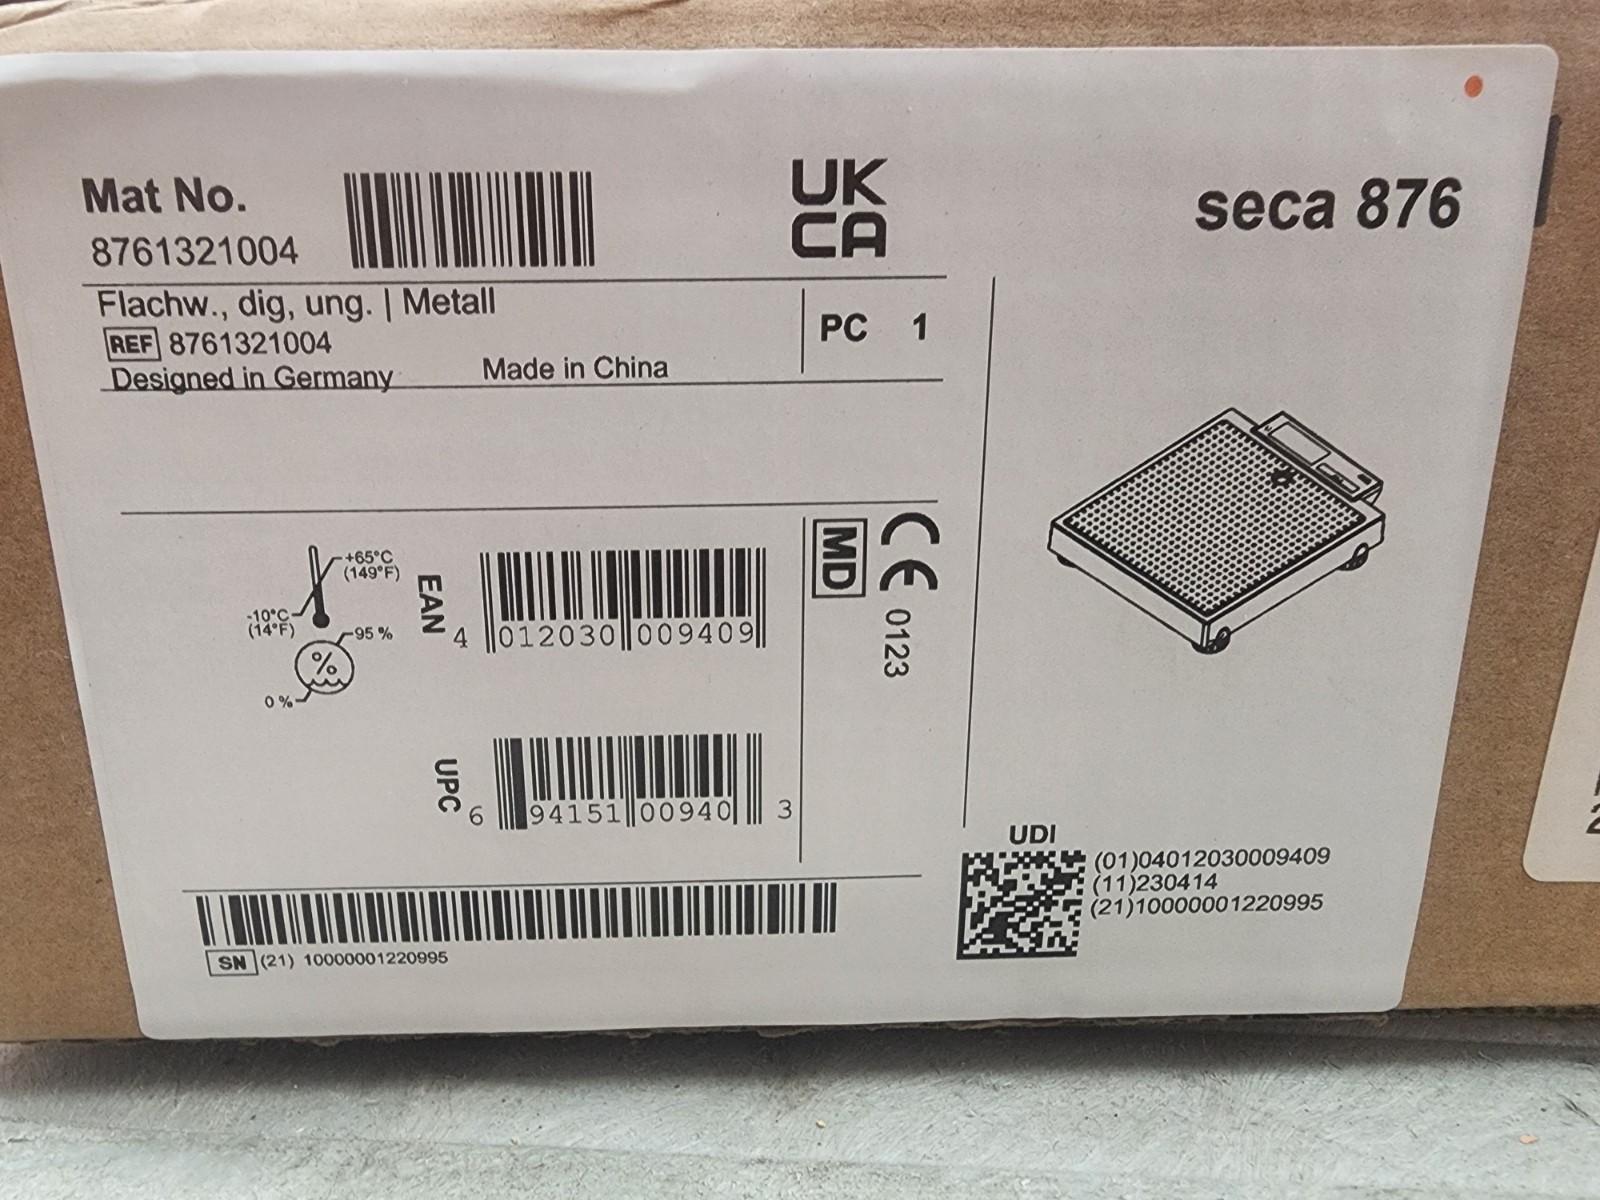 Mat No.
8761321004
UK
CA
seca 876
Flachw., dig, ung. | Metall
REF 8761321004
Designed in Germany Made in China
PC 1
+65°C
(149°F)
-10°C
(14°F)
95 %
%
0 %
EAN
4 012030 009409
MD
CE 0123
UPC
6 94151 00940 3
SN (21) 10000001220995
UDI
(01)04012030009409
(11)230414
(21)10000001220995